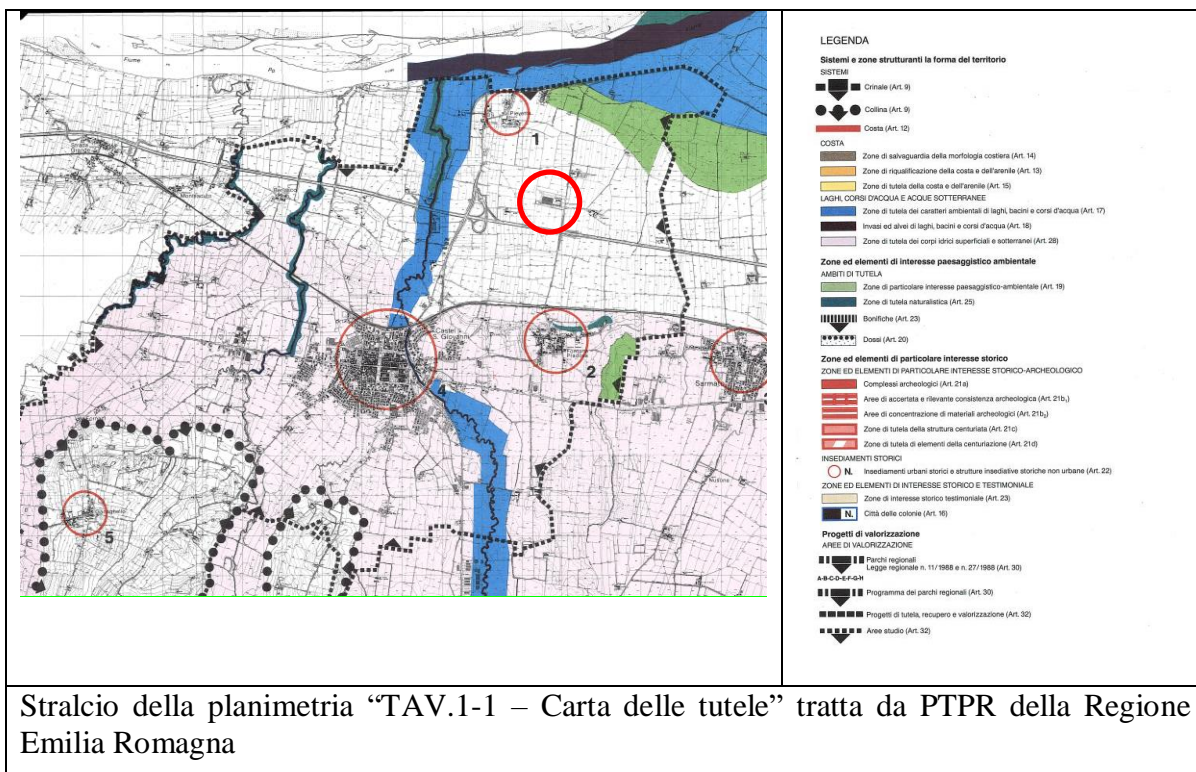 Fiume
Po
Pievetta
1
Castel
S. Giovanni
2
4
Sarmato
5
LEGENDA
Sistemi e zone strutturanti la forma del territorio
SISTEMI
Crinale (Art. 9)
Collina (Art. 9)
Costa (Art. 12)
COSTA
Zone di salvaguardia della morfologia costiera (Art. 14)
Zone di riqualificazione della costa e dell'arenile (Art. 13)
Zone di tutela della costa e dell'arenile (Art. 15)
LAGHI, CORSI D'ACQUA E ACQUE SOTTERRANEE
Zone di tutela dei caratteri ambientali di laghi, bacini e corsi d'acqua (Art. 17)
Invasi ed alvei di laghi, bacini e corsi d'acqua (Art. 18)
Zone di tutela dei corpi idrici superficiali e sotterranei (Art. 28)
Zone ed elementi di interesse paesaggistico ambientale
AMBITI DI TUTELA
Zone di particolare interesse paesaggistico-ambientale (Art. 19)
Zone di tutela naturalistica (Art. 25)
Bonifiche (Art. 23)
Dossi (Art. 20)
Zone ed elementi di particolare interesse storico
ZONE ED ELEMENTI DI PARTICOLARE INTERESSE STORICO-ARCHEOLOGICO
Complessi archeologici (Art. 21a)
Aree di accertata e rilevante consistenza archeologica (Art. 21b₁)
Aree di concentrazione di materiali archeologici (Art. 21b₂)
Zone di tutela della struttura centuriata (Art. 21c)
Zone di tutela di elementi della centuriazione (Art. 21d)
INSEDIAMENTI STORICI
N. Insediamenti urbani storici e strutture insediative storiche non urbane (Art. 22)
ZONE ED ELEMENTI DI INTERESSE STORICO E TESTIMONIALE
Zone di interesse storico testimoniale (Art. 23)
N. Città delle colonie (Art. 16)
Progetti di valorizzazione
AREE DI VALORIZZAZIONE
Parchi regionali
Legge regionale n. 11/1988 e n. 27/1988 (Art. 30)
A-B-C-D-E-F-G-H
Programma dei parchi regionali (Art. 30)
Progetti di tutela, recupero e valorizzazione (Art. 32)
Aree studio (Art. 32)
Stralcio della planimetria “TAV.1-1 – Carta delle tutele” tratta da PTPR della Regione
Emilia Romagna